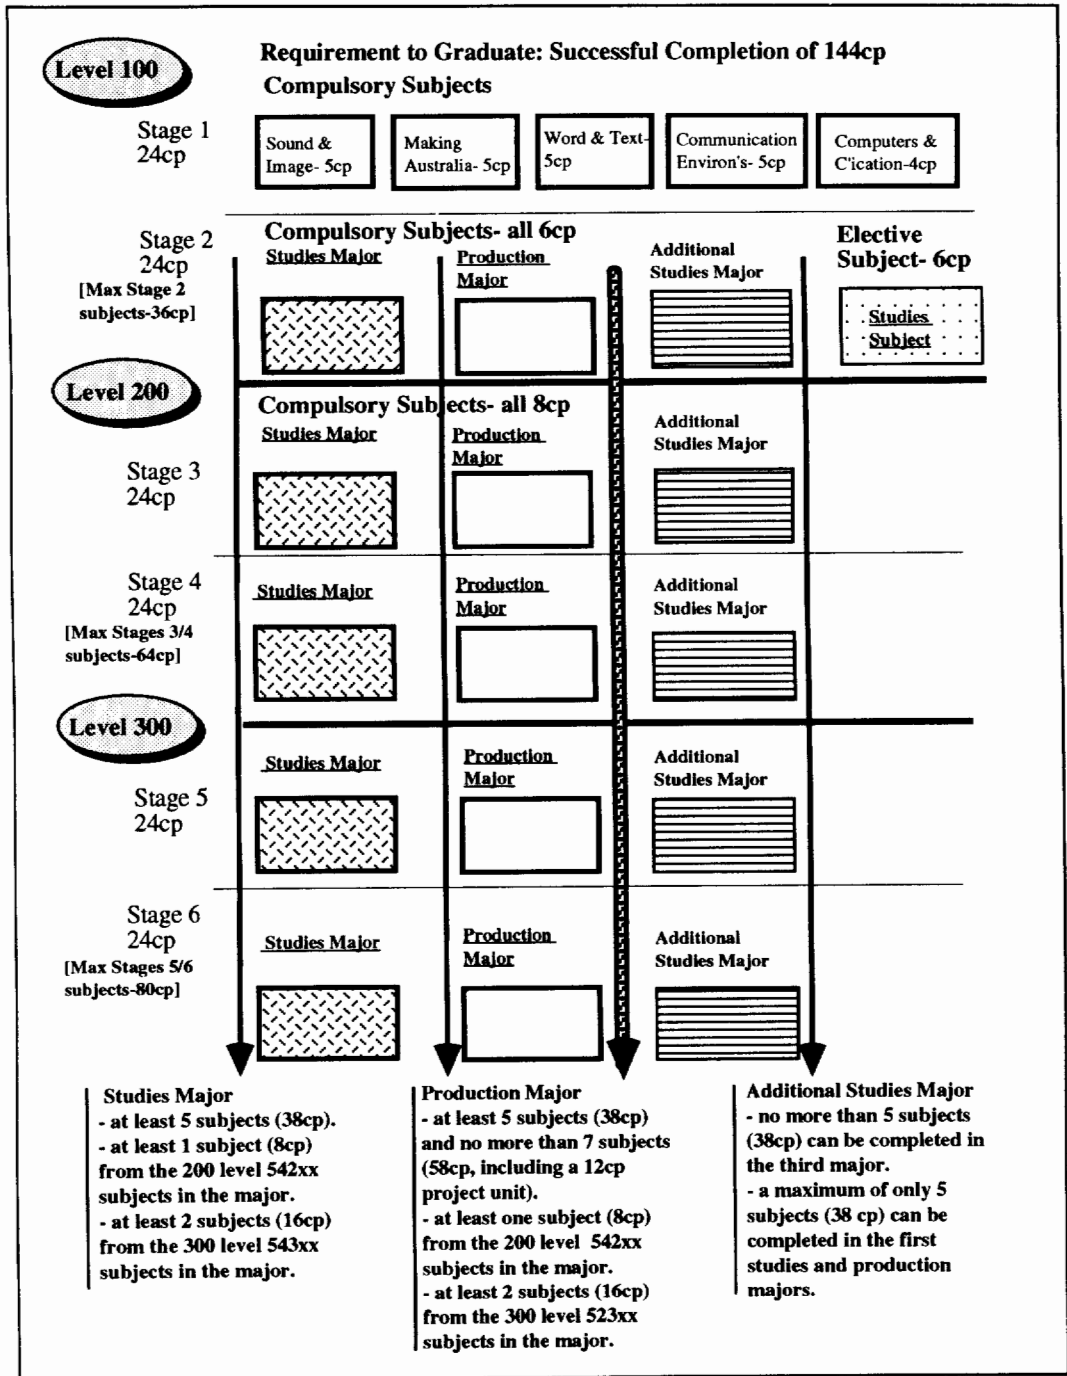 Level 100
Requirement to Graduate: Successful Completion of 144cp
Compulsory Subjects
Stage 1
24cp
Sound &
Image- 5cp
Making
Australia- 5cp
Word & Text-
5cp
Communication
Environ's- 5cp
Computers &
C'ication-4cp
Stage 2
24cp
[Max Stage 2
subjects-36cp]
Compulsory Subjects- all 6cp
Studies Major
Production
Major
Additional
Studies Major
Elective
Subject- 6cp
Studies
Subject
Level 200
Compulsory Subjects- all 8cp
Stage 3
24cp
Studies Major
Production
Major
Additional
Studies Major
Stage 4
24cp
[Max Stages 3/4
subjects-64cp]
Studies Major
Production
Major
Additional
Studies Major
Level 300
Stage 5
24cp
Studies Major
Production
Major
Additional
Studies Major
Stage 6
24cp
[Max Stages 5/6
subjects-80cp]
Studies Major
Production
Major
Additional
Studies Major
Studies Major
- at least 5 subjects (38cp).
- at least 1 subject (8cp)
from the 200 level 542xx
subjects in the major.
- at least 2 subjects (16cp)
from the 300 level 543xx
subjects in the major.
Production Major
- at least 5 subjects (38cp)
and no more than 7 subjects
(58cp, including a 12cp
project unit).
- at least one subject (8cp)
from the 200 level 542xx
subjects in the major.
- at least 2 subjects (16cp)
from the 300 level 523xx
subjects in the major.
Additional Studies Major
- no more than 5 subjects
(38cp) can be completed in
the third major.
- a maximum of only 5
subjects (38 cp) can be
completed in the first
studies and production
majors.